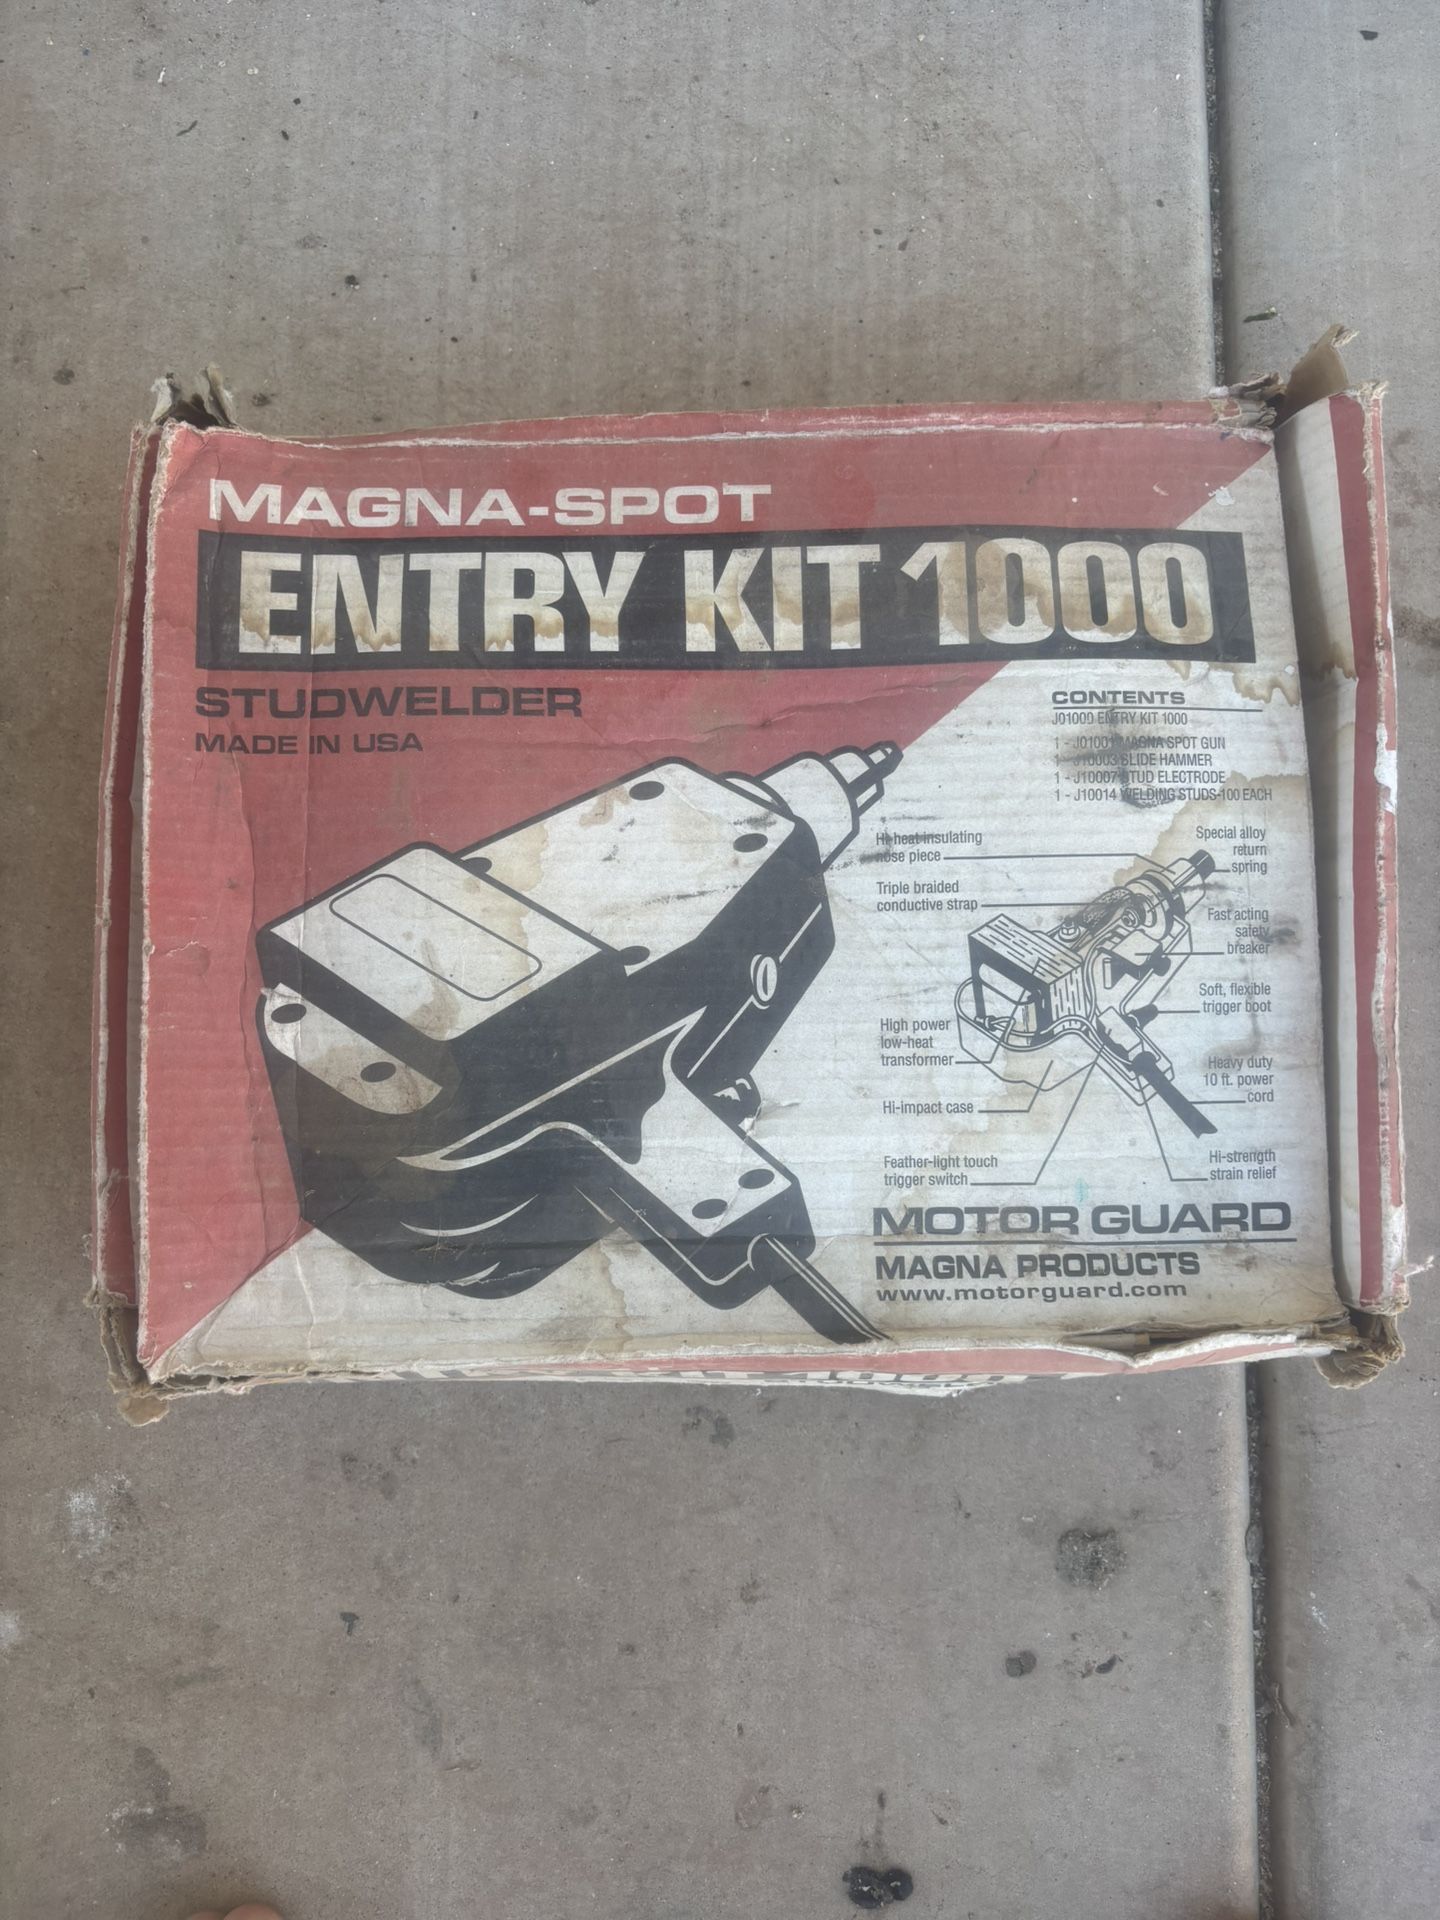 MAGNA-SPOT
ENTRY KIT 1000
STUDWELDER
MADE IN USA
CONTENTS
J01000 ENTRY KIT 1000
1 - J01001 MAGNA SPOT GUN
1 - J10003 SLIDE HAMMER
1 - J10007 STUD ELECTRODE
1 - J10014 WELDING STUDS-100 EACH
Hi-heat insulating
nose piece
Special alloy
return
spring
Triple braided
conductive strap
Fast acting
safety
breaker
Soft, flexible
trigger boot
High power
low-heat
transformer
Heavy duty
10 ft. power
cord
Hi-impact case
Feather-light touch
trigger switch
Hi-strength
strain relief
MOTOR GUARD
MAGNA PRODUCTS
www.motorguard.com